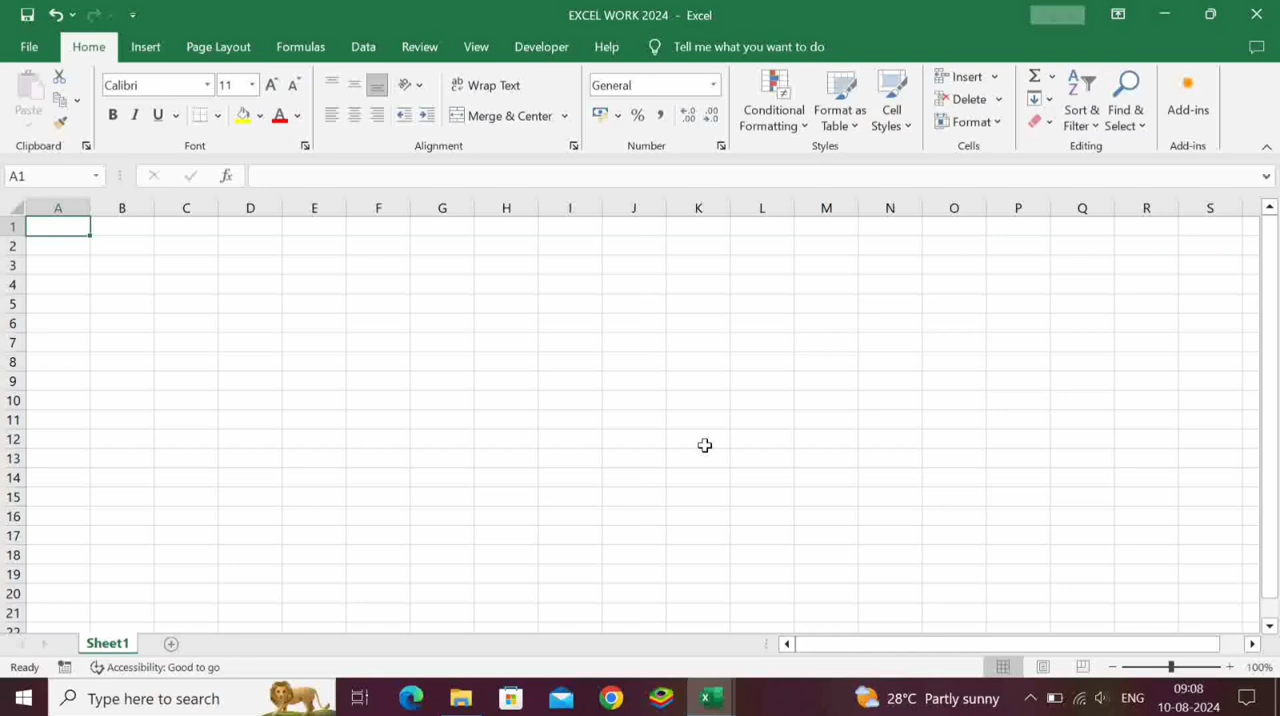 EXCEL WORK 2024 - Excel
File Home Insert Page Layout Formulas Data Review View Developer Help Tell me what you want to do
Calibri 11 A A Wrap Text General Insert
Paste Conditional Formatting Format as Table Cell Styles Delete Sort & Filter Find & Select Add-ins
B I U A Merge & Center % , Format
Clipboard Font Alignment Number Styles Cells Editing Add-ins
A1 fx
A B C D E F G H I J K L M N O P Q R S
1
2
3
4
5
6
7
8
9
10
11
12
13
14
15
16
17
18
19
20
21
22
Sheet1
Ready Accessibility: Good to go 100%
Type here to search 28°C Partly sunny ENG 09:08
10-08-2024